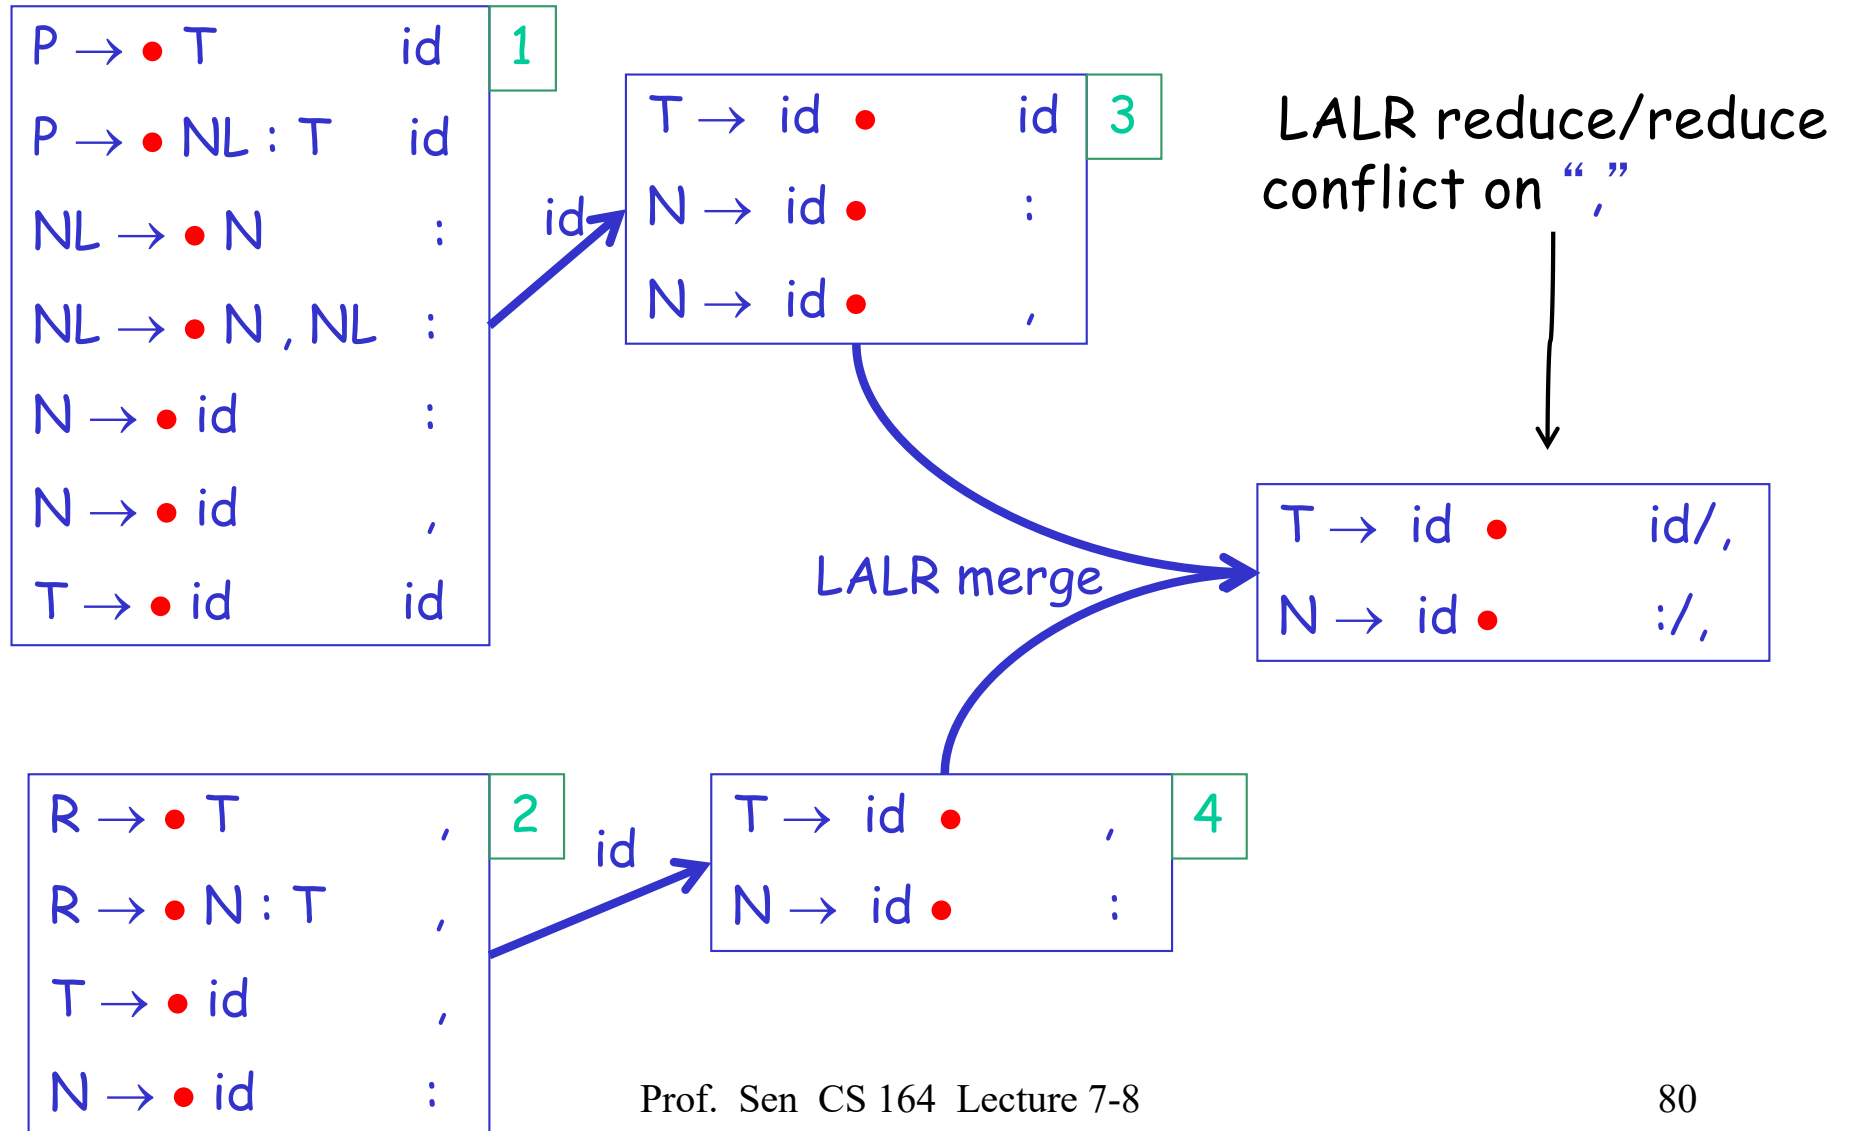 P → • T id 1
P → • NL : T id
NL → • N :
NL → • N , NL :
N → • id :
N → • id ,
T → • id id
id
T → id • id 3
N → id • :
N → id • ,
LALR reduce/reduce
conflict on “,”
LALR merge
T → id • id/,
N → id • :/,
R → • T , 2
R → • N : T ,
T → • id ,
N → • id :
id
T → id • , 4
N → id • :
Prof. Sen CS 164 Lecture 7-8 80